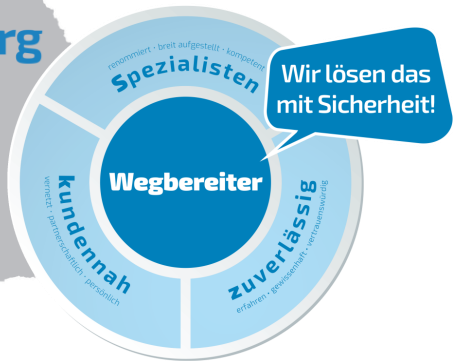 rg
renommiert · breit aufgestellt · kompetent
Spezialisten
Wir lösen das
mit Sicherheit!
Wegbereiter
kundennah
vernetzt · partnerschaftlich · persönlich
zuverlässig
erfahren · gewissenhaft · vertrauenswürdig